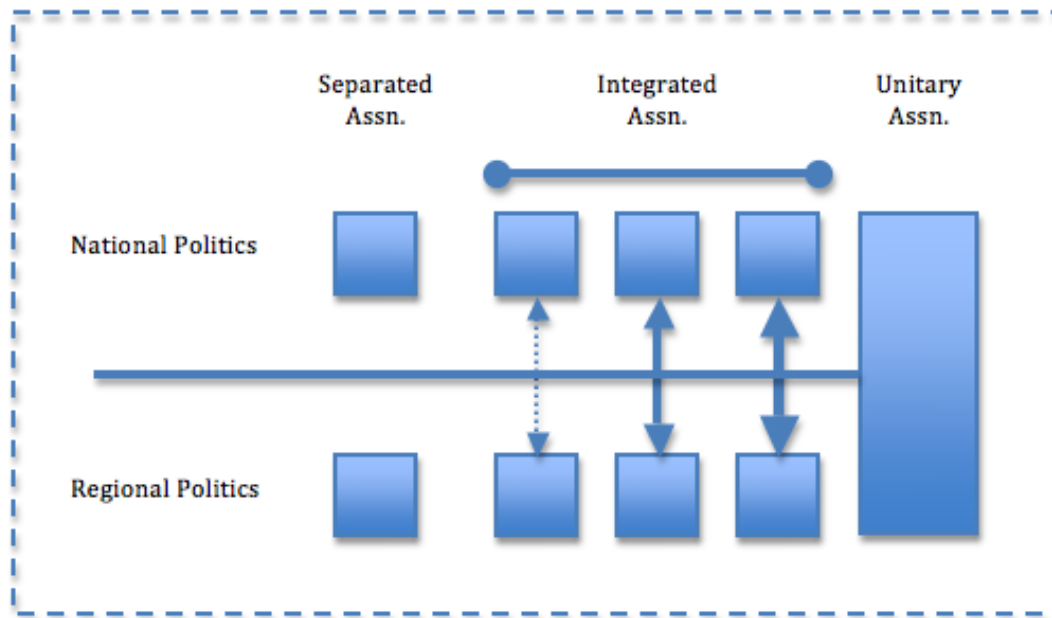 Separated
Assn.
Integrated
Assn.
Unitary
Assn.
National Politics
Regional Politics